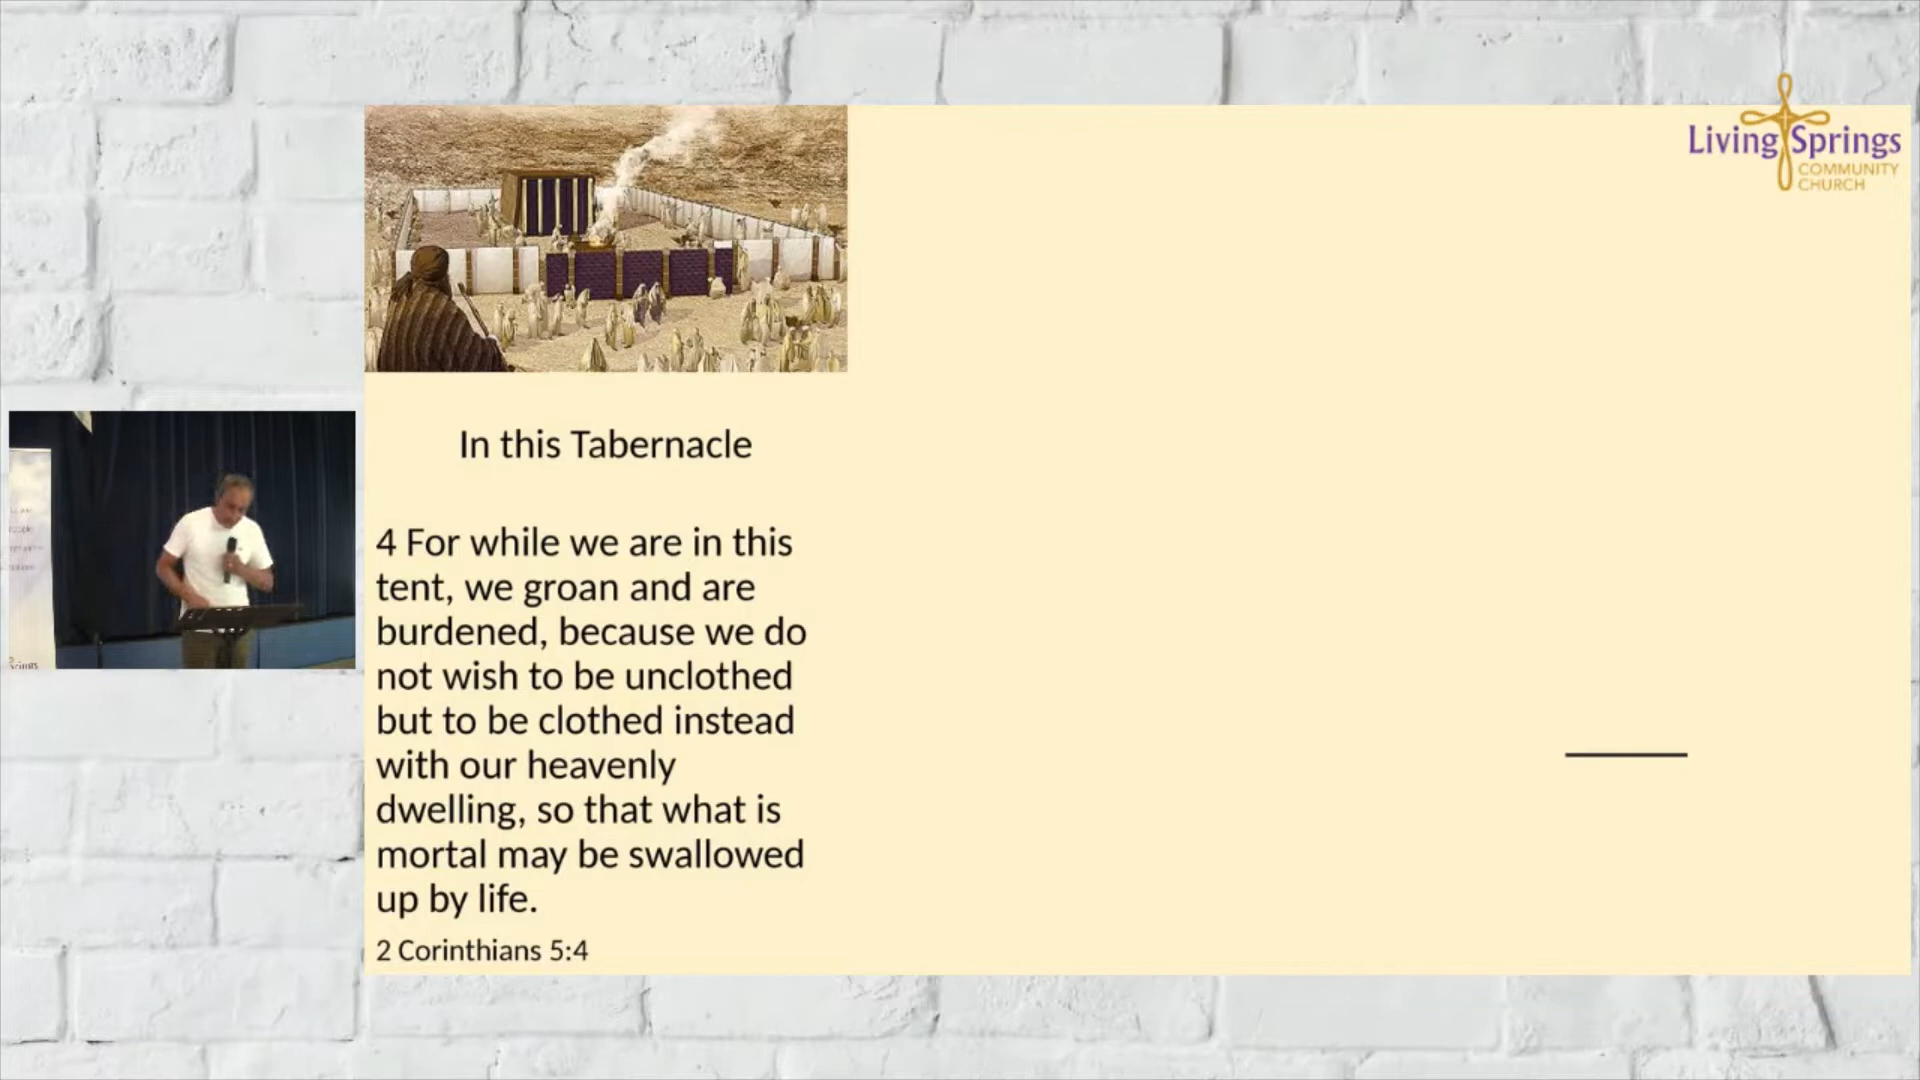 Living Springs
COMMUNITY
CHURCH
In this Tabernacle
4 For while we are in this
tent, we groan and are
burdened, because we do
not wish to be unclothed
but to be clothed instead
with our heavenly
dwelling, so that what is
mortal may be swallowed
up by life.
2 Corinthians 5:4